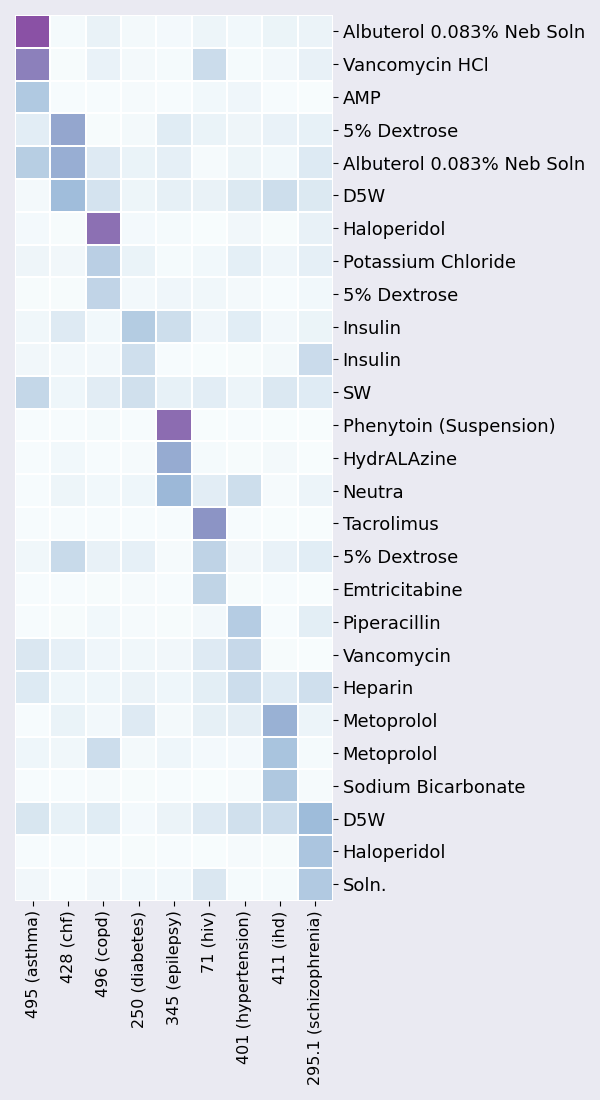 Albuterol 0.083% Neb Soln
Vancomycin HCl
AMP
5% Dextrose
Albuterol 0.083% Neb Soln
D5W
Haloperidol
Potassium Chloride
5% Dextrose
Insulin
Insulin
SW
Phenytoin (Suspension)
HydrALAzine
Neutra
Tacrolimus
5% Dextrose
Emtricitabine
Piperacillin
Vancomycin
Heparin
Metoprolol
Metoprolol
Sodium Bicarbonate
D5W
Haloperidol
Soln.
495 (asthma)
428 (chf)
496 (copd)
250 (diabetes)
345 (epilepsy)
71 (hiv)
401 (hypertension)
411 (ihd)
295.1 (schizophrenia)